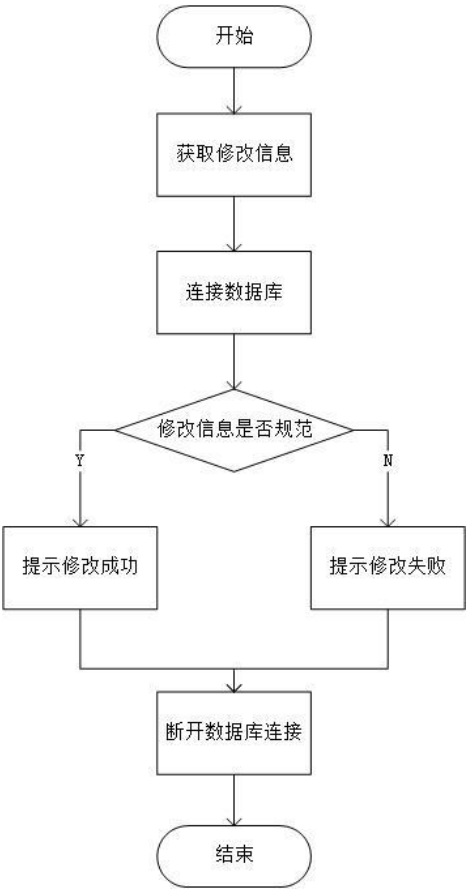 开始
获取修改信息
连接数据库
修改信息是否规范
Y
N
提示修改成功
提示修改失败
断开数据库连接
结束